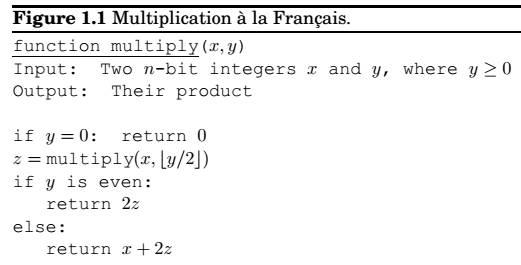 Figure 1.1 Multiplication à la Français.
function multiply(x,y)
Input: Two n-bit integers x and y, where y ≥ 0
Output: Their product
if y = 0: return 0
z = multiply(x, ⌊y/2⌋)
if y is even:
return 2z
else:
return x + 2z